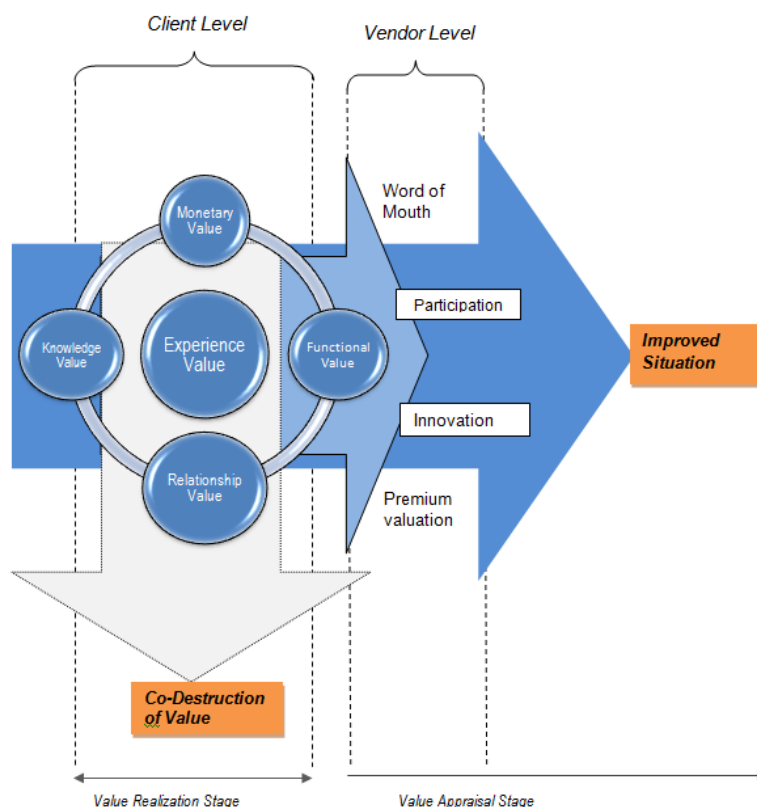 Client Level
Vendor Level
Word of
Mouth
Monetary
Value
Participation
Knowledge
Value
Experience
Value
Functional
Value
Improved
Situation
Innovation
Relationship
Value
Premium
valuation
Co-Destruction
of Value
Value Realization Stage
Value Appraisal Stage